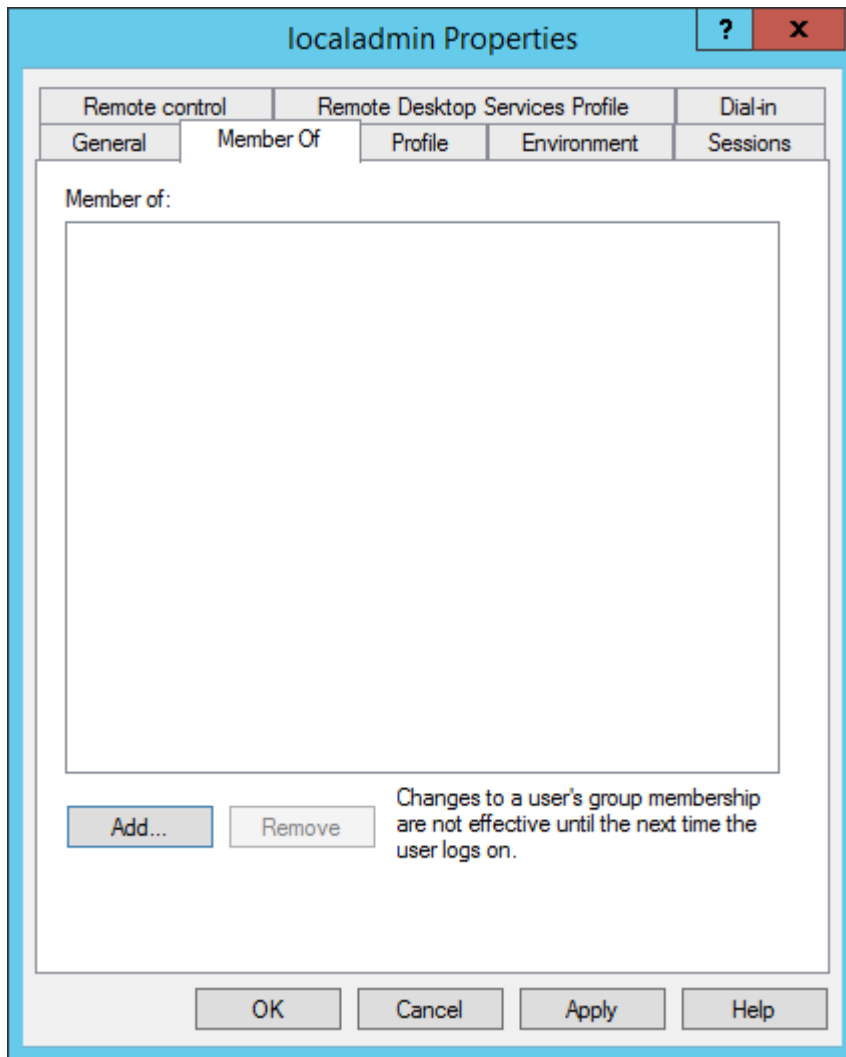 localadmin Properties
?
x
Remote control
Remote Desktop Services Profile
Dial-in
General
Member Of
Profile
Environment
Sessions
Member of:
Add...
Remove
Changes to a user's group membership
are not effective until the next time the
user logs on.
OK
Cancel
Apply
Help